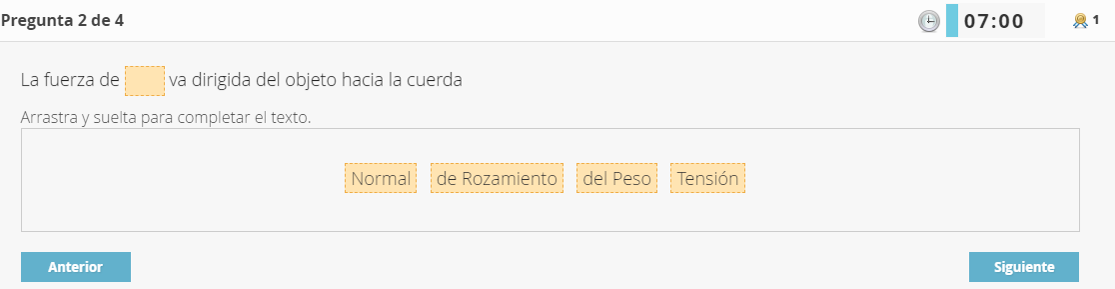 Pregunta 2 de 4
07:00
1
La fuerza de va dirigida del objeto hacia la cuerda
Arrastra y suelta para completar el texto.
Normal de Rozamiento del Peso Tensión
Anterior
Siguiente